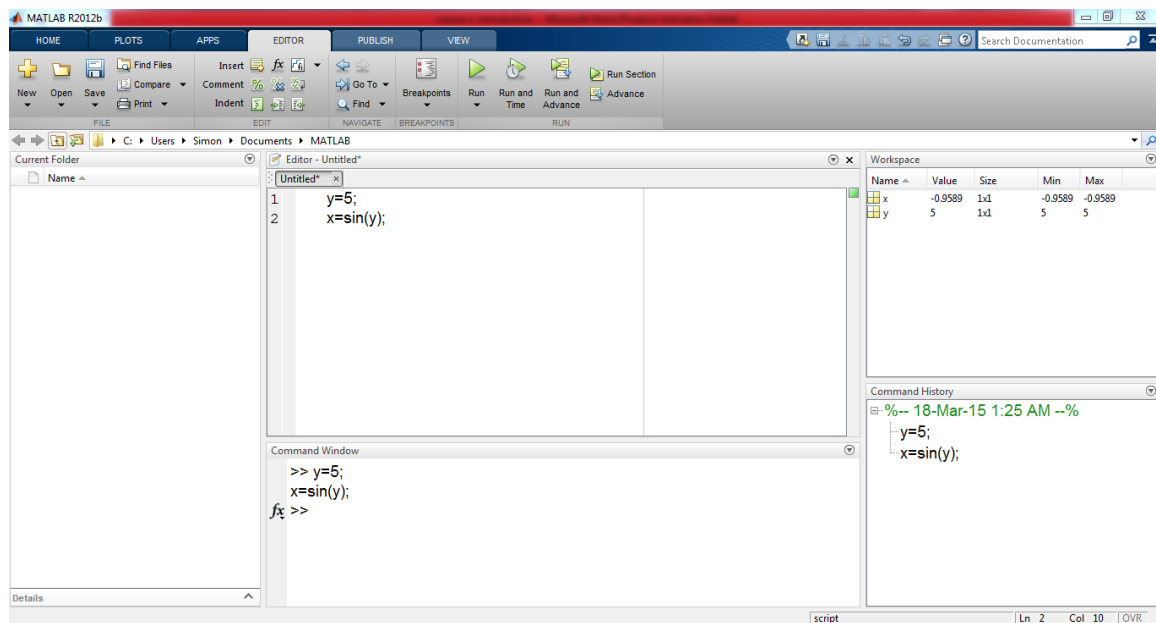 MATLAB R2012b
HOME PLOTS APPS EDITOR PUBLISH VIEW
Search Documentation
New Open Save
Find Files
Compare
Print
FILE
Insert fx
Comment
Indent
EDIT
Go To
Find
NAVIGATE
Breakpoints
BREAKPOINTS
Run
Run and Time
Run and Advance
Run Section
Advance
RUN
C: Users Simon Documents MATLAB
Current Folder
Name
Details
Editor - Untitled*
Untitled*
1 y=5;
2 x=sin(y);
Command Window
>> y=5;
x=sin(y);
fx >>
Workspace
Name Value Size Min Max
x -0.9589 1x1 -0.9589 -0.9589
y 5 1x1 5 5
Command History
%-- 18-Mar-15 1:25 AM --%
y=5;
x=sin(y);
script Ln 2 Col 10 OVR